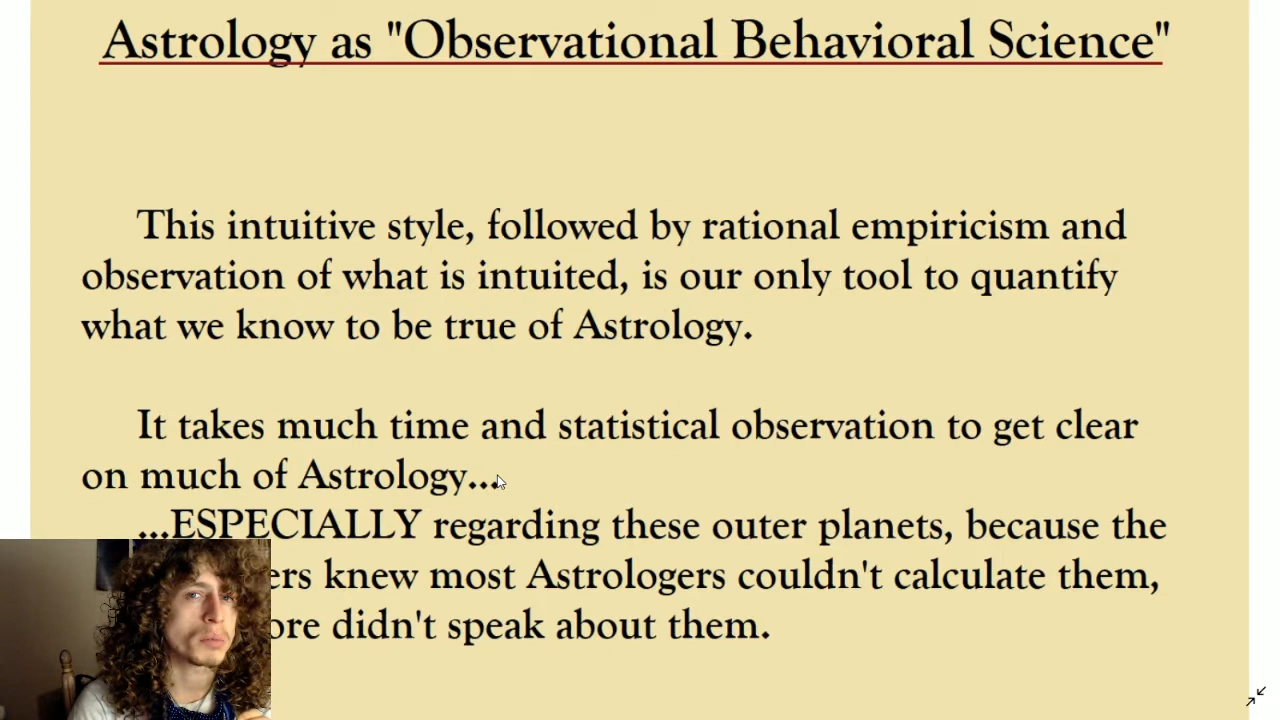 Astrology as "Observational Behavioral Science"
This intuitive style, followed by rational empiricism and
observation of what is intuited, is our only tool to quantify
what we know to be true of Astrology.
It takes much time and statistical observation to get clear
on much of Astrology...
...ESPECIALLY regarding these outer planets, because the
knew most Astrologers couldn't calculate them,
didn't speak about them.